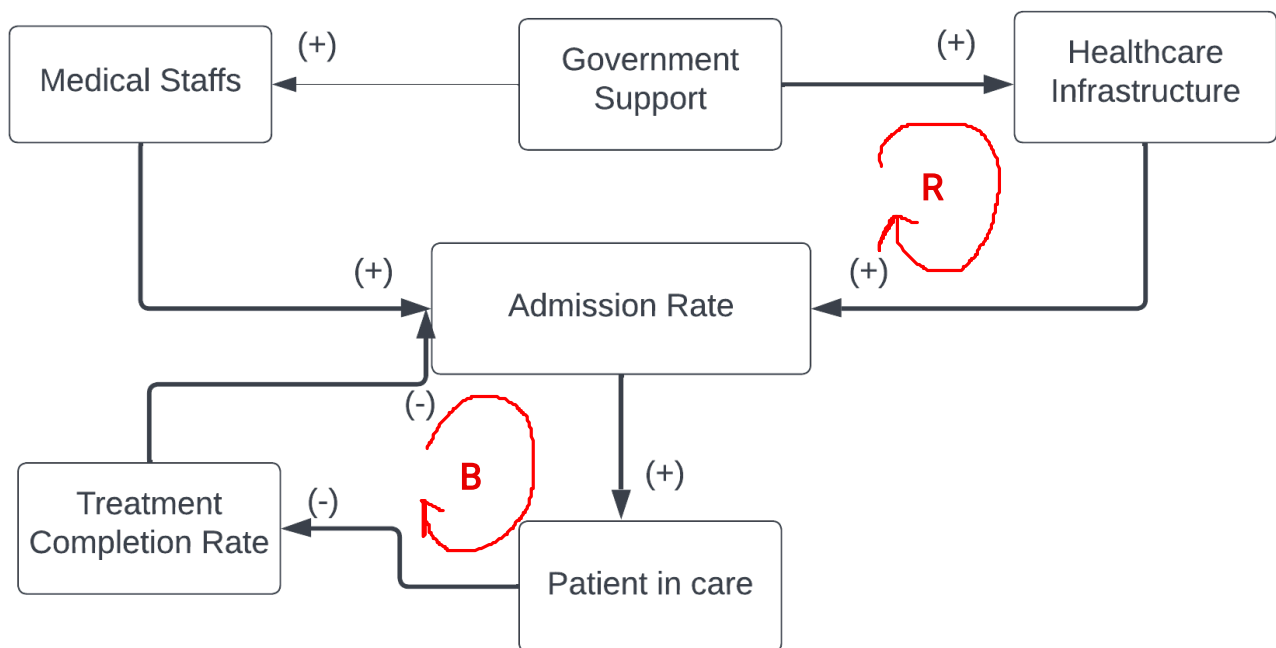 (+)
Medical Staffs
Government
Support
(+)
Healthcare
Infrastructure
R
(+)
Admission Rate
(+)
(-)
B
(+)
Treatment
Completion Rate
(-)
Patient in care